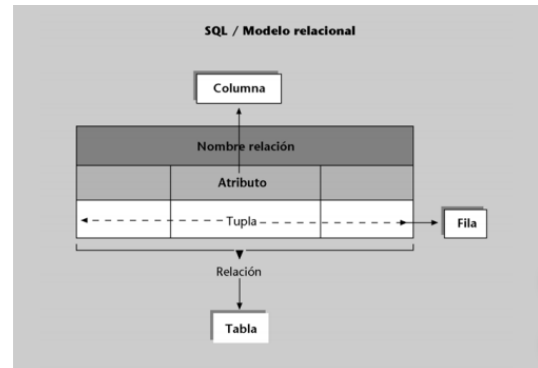 SQL / Modelo relacional
Columna
Nombre relación
Atributo
Tupla
Fila
Relación
Tabla